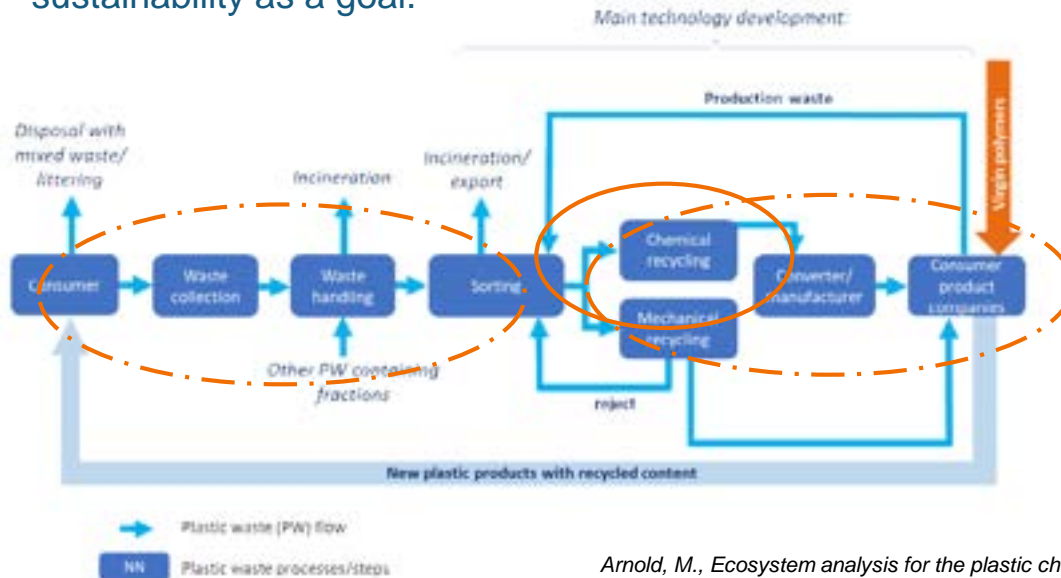 sustainability as a goal.
Main technology development
Production waste
Virgin polymers
Disposal with
mixed waste/
littering
Incineration
Incineration/
export
Consumer
Waste
collection
Waste
handling
Sorting
Chemical
recycling
Mechanical
recycling
Converter/
manufacturer
Consumer
product
companies
Other PW containing
fractions
reject
New plastic products with recycled content
Plastic waste (PW) flow
NN
Plastic waste processes/steps
Arnold, M., Ecosystem analysis for the plastic ch